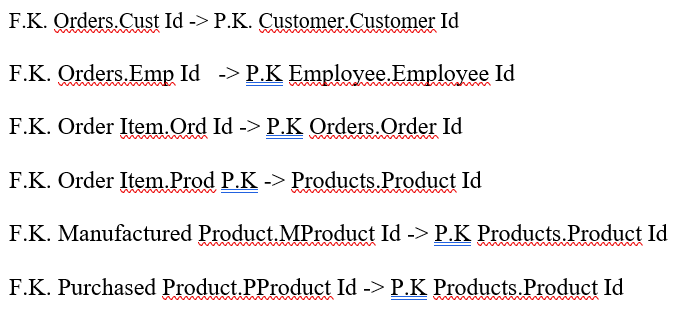 F.K. Orders.Cust Id -> P.K. Customer.Customer Id
F.K. Orders.Emp Id -> P.K Employee.Employee Id
F.K. Order Item.Ord Id -> P.K Orders.Order Id
F.K. Order Item.Prod P.K -> Products.Product Id
F.K. Manufactured Product.MProduct Id -> P.K Products.Product Id
F.K. Purchased Product.PProduct Id -> P.K Products.Product Id